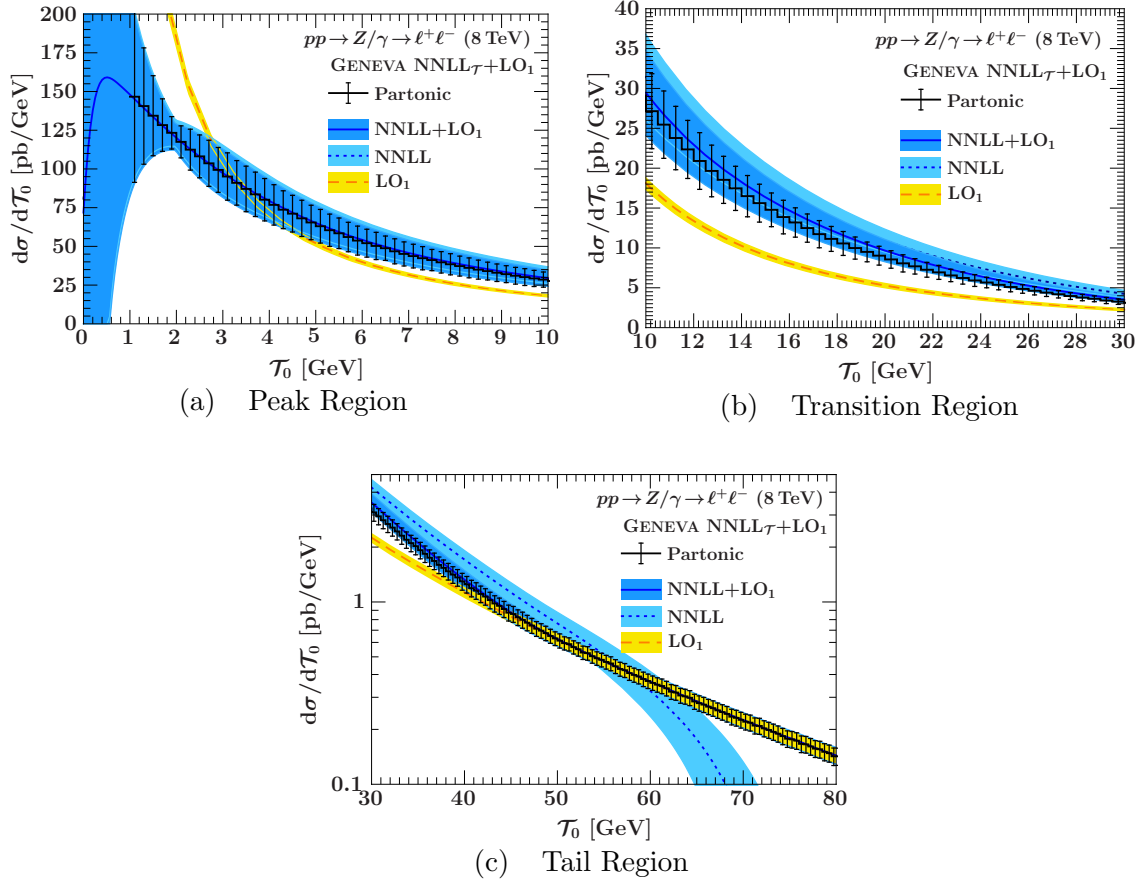 200
175
150
125
100
75
50
25
0
dσ/d𝒯₀ [pb/GeV]
pp→Z/γ→ℓ⁺ℓ⁻ (8 TeV)
GENEVA NNLL𝒯+LO₁
Partonic
NNLL+LO₁
NNLL
LO₁
0 1 2 3 4 5 6 7 8 9 10
𝒯₀ [GeV]
(a) Peak Region
40
35
30
25
20
15
10
5
0
dσ/d𝒯₀ [pb/GeV]
pp→Z/γ→ℓ⁺ℓ⁻ (8 TeV)
GENEVA NNLL𝒯+LO₁
Partonic
NNLL+LO₁
NNLL
LO₁
10 12 14 16 18 20 22 24 26 28 30
𝒯₀ [GeV]
(b) Transition Region
1
0.1
dσ/d𝒯₀ [pb/GeV]
pp→Z/γ→ℓ⁺ℓ⁻ (8 TeV)
GENEVA NNLL𝒯+LO₁
Partonic
NNLL+LO₁
NNLL
LO₁
30 40 50 60 70 80
𝒯₀ [GeV]
(c) Tail Region